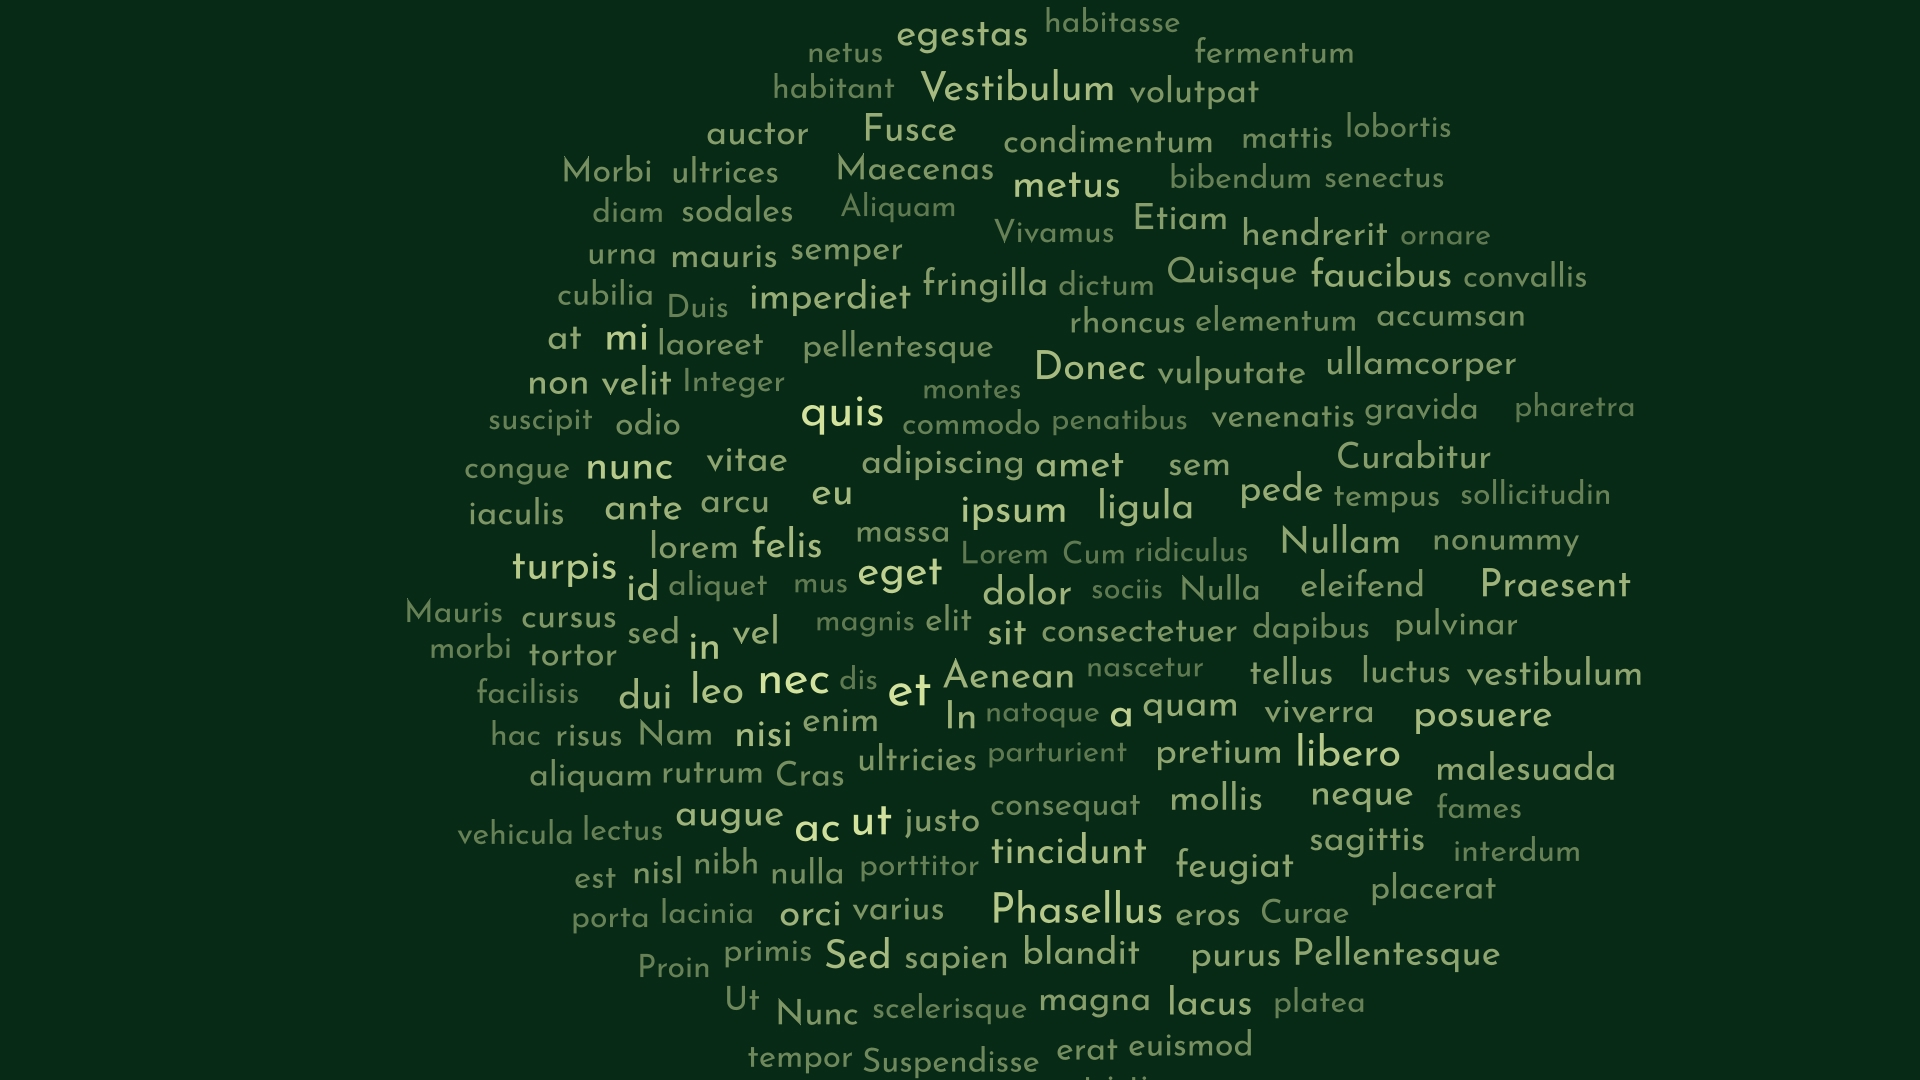 egestas habitasse
netus fermentum
habitant Vestibulum volutpat
auctor Fusce condimentum mattis lobortis
Morbi ultrices Maecenas metus bibendum senectus
diam sodales Aliquam Vivamus Etiam hendrerit ornare
urna mauris semper
cubilia Duis imperdiet fringilla dictum Quisque faucibus convallis
at mi laoreet pellentesque rhoncus elementum accumsan
non velit Integer montes Donec vulputate ullamcorper
suscipit odio quis commodo penatibus venenatis gravida pharetra
congue nunc vitae adipiscing amet sem Curabitur
iaculis ante arcu eu ipsum ligula pede tempus sollicitudin
lorem felis massa Lorem Cum ridiculus Nullam nonummy
turpis id aliquet mus eget dolor sociis Nulla eleifend Praesent
Mauris cursus sed in vel magnis elit sit consectetuer dapibus pulvinar
morbi tortor
facilisis dui leo nec dis et Aenean nascetur tellus luctus vestibulum
hac risus Nam nisi enim In natoque a quam viverra posuere
aliquam rutrum Cras ultricies parturient pretium libero malesuada
vehicula lectus augue ac ut justo consequat mollis neque fames
est nisl nibh nulla porttitor tincidunt feugiat sagittis interdum
placerat
porta lacinia orci varius Phasellus eros Curae
Proin primis Sed sapien blandit purus Pellentesque
Ut Nunc scelerisque magna lacus platea
tempor Suspendisse erat euismod